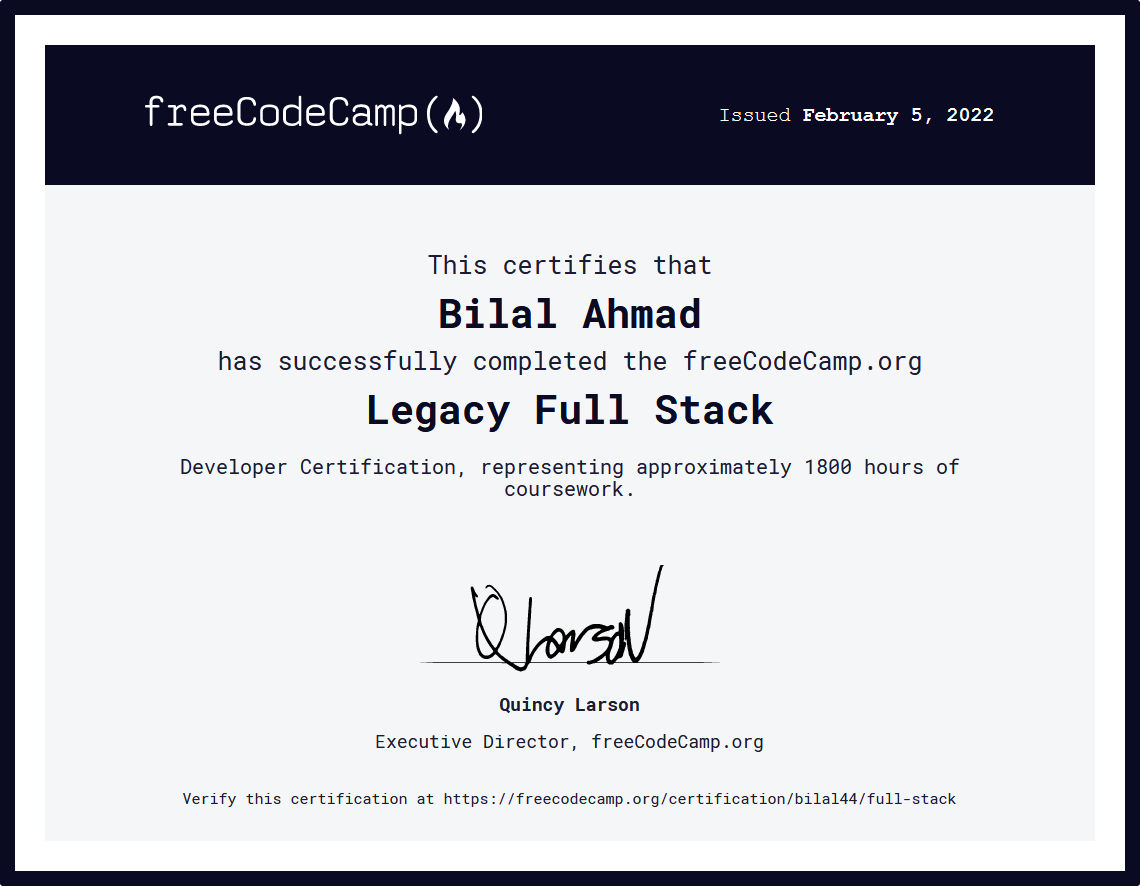 freeCodeCamp
Issued February 5, 2022
This certifies that
Bilal Ahmad
has successfully completed the freeCodeCamp.org
Legacy Full Stack
Developer Certification, representing approximately 1800 hours of
coursework.
Q Larson
Quincy Larson
Executive Director, freeCodeCamp.org
Verify this certification at https://freecodecamp.org/certification/bilal44/full-stack